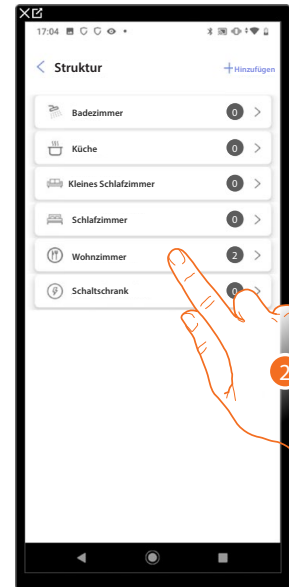 17:04
Struktur
+Hinzufügen
Badezimmer 0
Küche 0
Kleines Schlafzimmer 0
Schlafzimmer 0
Wohnzimmer 2
Schaltschrank 0
2